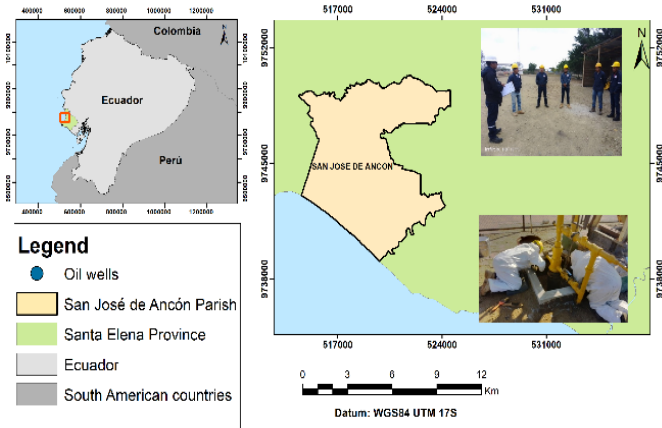 400000 600000 800000 1000000 1200000
Colombia
N
Ecuador
Perú
400000 600000 800000 1000000 1200000
517000 524000 531000
9752000 9752000
N
SAN JOSE DE ANCON
9745000 9745000
9738000 9738000
517000 524000 531000
Legend
Oil wells
San José de Ancón Parish
Santa Elena Province
Ecuador
South American countries
0 3 6 9 12
Km
Datum: WGS84 UTM 17S